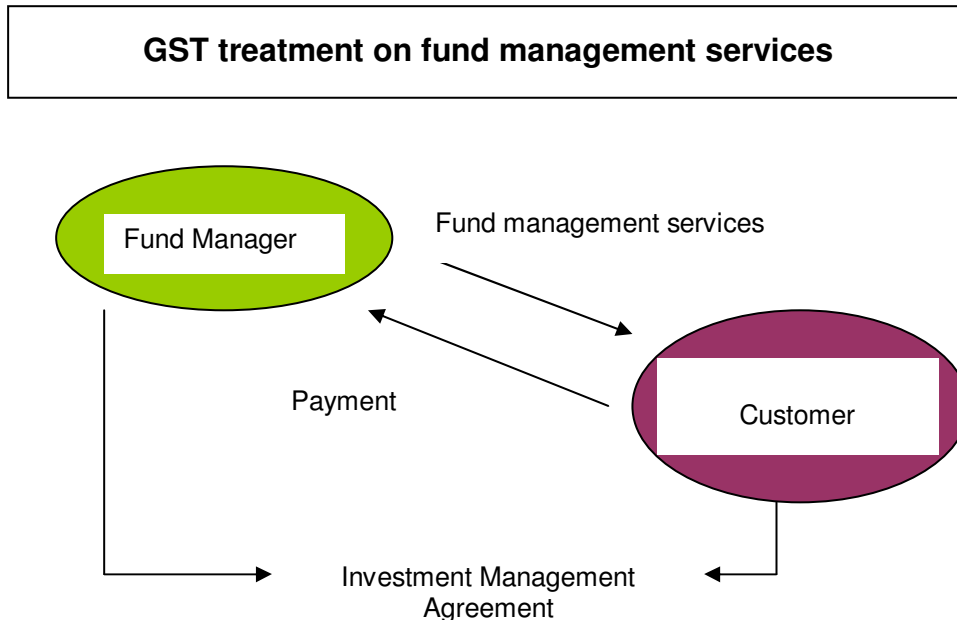 GST treatment on fund management services
Fund Manager
Fund management services
Payment
Customer
Investment Management
Agreement